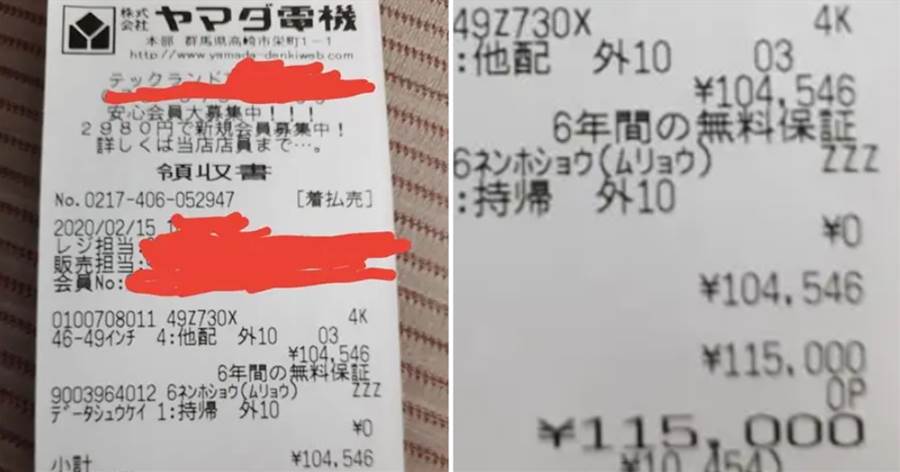 株式会社 ヤマダ電機
本部 群馬県高崎市栄町1-1
http://www.yamada-denkiweb.com
テックランド
安心会員大募集中!!!
2980円で新規会員募集中!
詳しくは当店店員まで…。
領収書
No.0217-406-052947 [着払売]
2020/02/15
レジ担当:
販売担当:
会員No:
0100708011 49Z730X 4K
46-49インチ 4:他配 外10 03
¥104,546
6年間の無料保証
9003964012 6ネンホショウ(ムリョウ) ZZZ
データシュウケイ 1:持帰 外10
¥0
小計 ¥104,546
49Z730X 4K
:他配 外10 03
¥104,546
6年間の無料保証
6ネンホショウ(ムリョウ) ZZZ
:持帰 外10
¥0
¥104,546
¥115,000
0P
¥115,000
¥10,454)